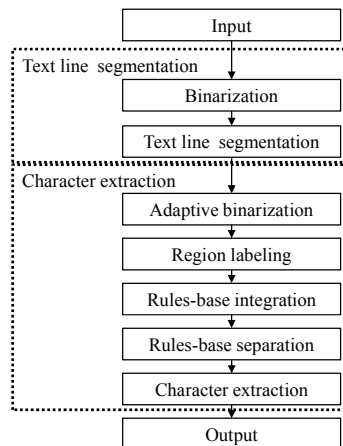 Input
Text line segmentation
Binarization
Text line segmentation
Character extraction
Adaptive binarization
Region labeling
Rules-base integration
Rules-base separation
Character extraction
Output